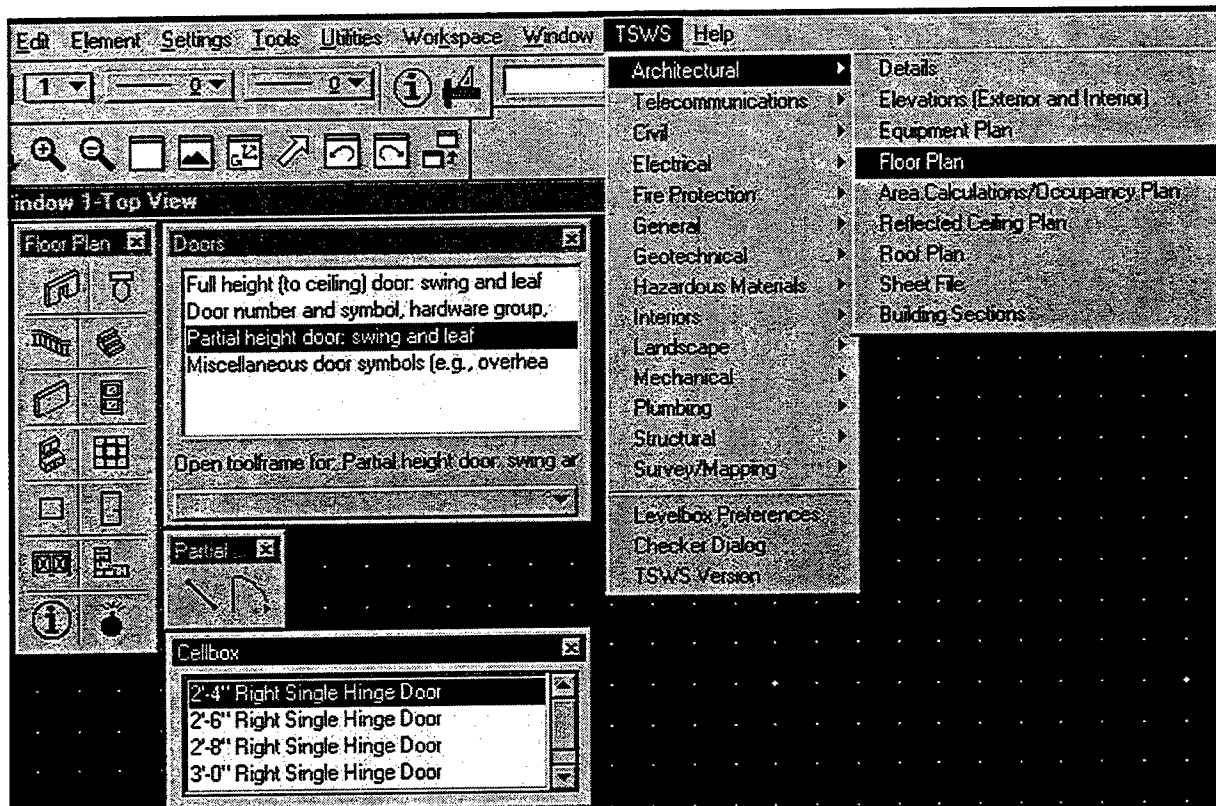 Edit Element Settings Tools Utilities Workspace Window TSWS Help
1 0 0
indow 1-Top View
Floor Plan
Doors
Full height (to ceiling) door: swing and leaf
Door number and symbol, hardware group,
Partial height door: swing and leaf
Miscellaneous door symbols (e.g., overhea
Open toolframe for: Partial height door: swing ar
Partial
Cellbox
2'-4" Right Single Hinge Door
2'-6" Right Single Hinge Door
2'-8" Right Single Hinge Door
3'-0" Right Single Hinge Door
Architectural
Telecommunications
Civil
Electrical
Fire Protection
General
Geotechnical
Hazardous Materials
Interiors
Landscape
Mechanical
Plumbing
Structural
Survey/Mapping
Levelbox Preferences
Checker Dialog
TSWS Version
Details
Elevations (Exterior and Interior)
Equipment Plan
Floor Plan
Area Calculations/Occupancy Plan
Reflected Ceiling Plan
Roof Plan
Sheet File
Building Sections